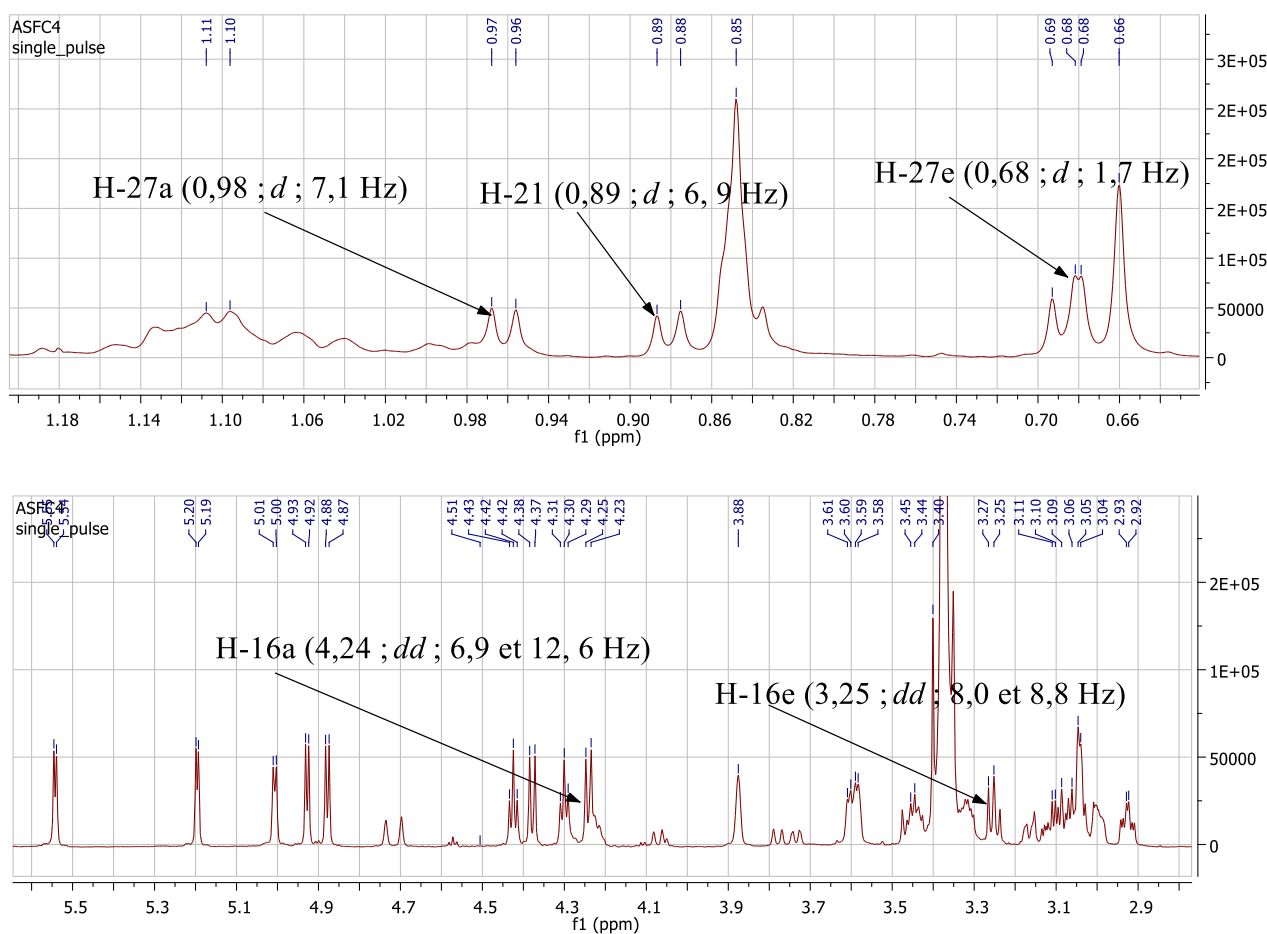 ASFC4
single_pulse
1.11 1.10 0.97 0.96 0.89 0.88 0.85 0.69 0.68 0.68 0.66
3E+05
2E+05
2E+05
H-27e (0,68 ; d ; 1,7 Hz)
H-27a (0,98 ; d ; 7,1 Hz)
H-21 (0,89 ; d ; 6, 9 Hz)
2E+05
1E+05
50000
0
1.18 1.14 1.10 1.06 1.02 0.98 0.94 0.90 0.86 0.82 0.78 0.74 0.70 0.66
f1 (ppm)
ASFC4
single_pulse
5.54 5.20 5.19 5.01 5.00 4.93 4.92 4.88 4.87 4.51 4.43 4.42 4.42 4.38 4.37 4.31 4.30 4.29 4.25 4.23 3.88 3.61 3.60 3.59 3.58 3.45 3.44 3.40 3.27 3.25 3.11 3.10 3.09 3.06 3.05 3.04 2.93 2.92
2E+05
H-16a (4,24 ; dd ; 6,9 et 12, 6 Hz)
1E+05
H-16e (3,25 ; dd ; 8,0 et 8,8 Hz)
50000
0
5.5 5.3 5.1 4.9 4.7 4.5 4.3 4.1 3.9 3.7 3.5 3.3 3.1 2.9
f1 (ppm)